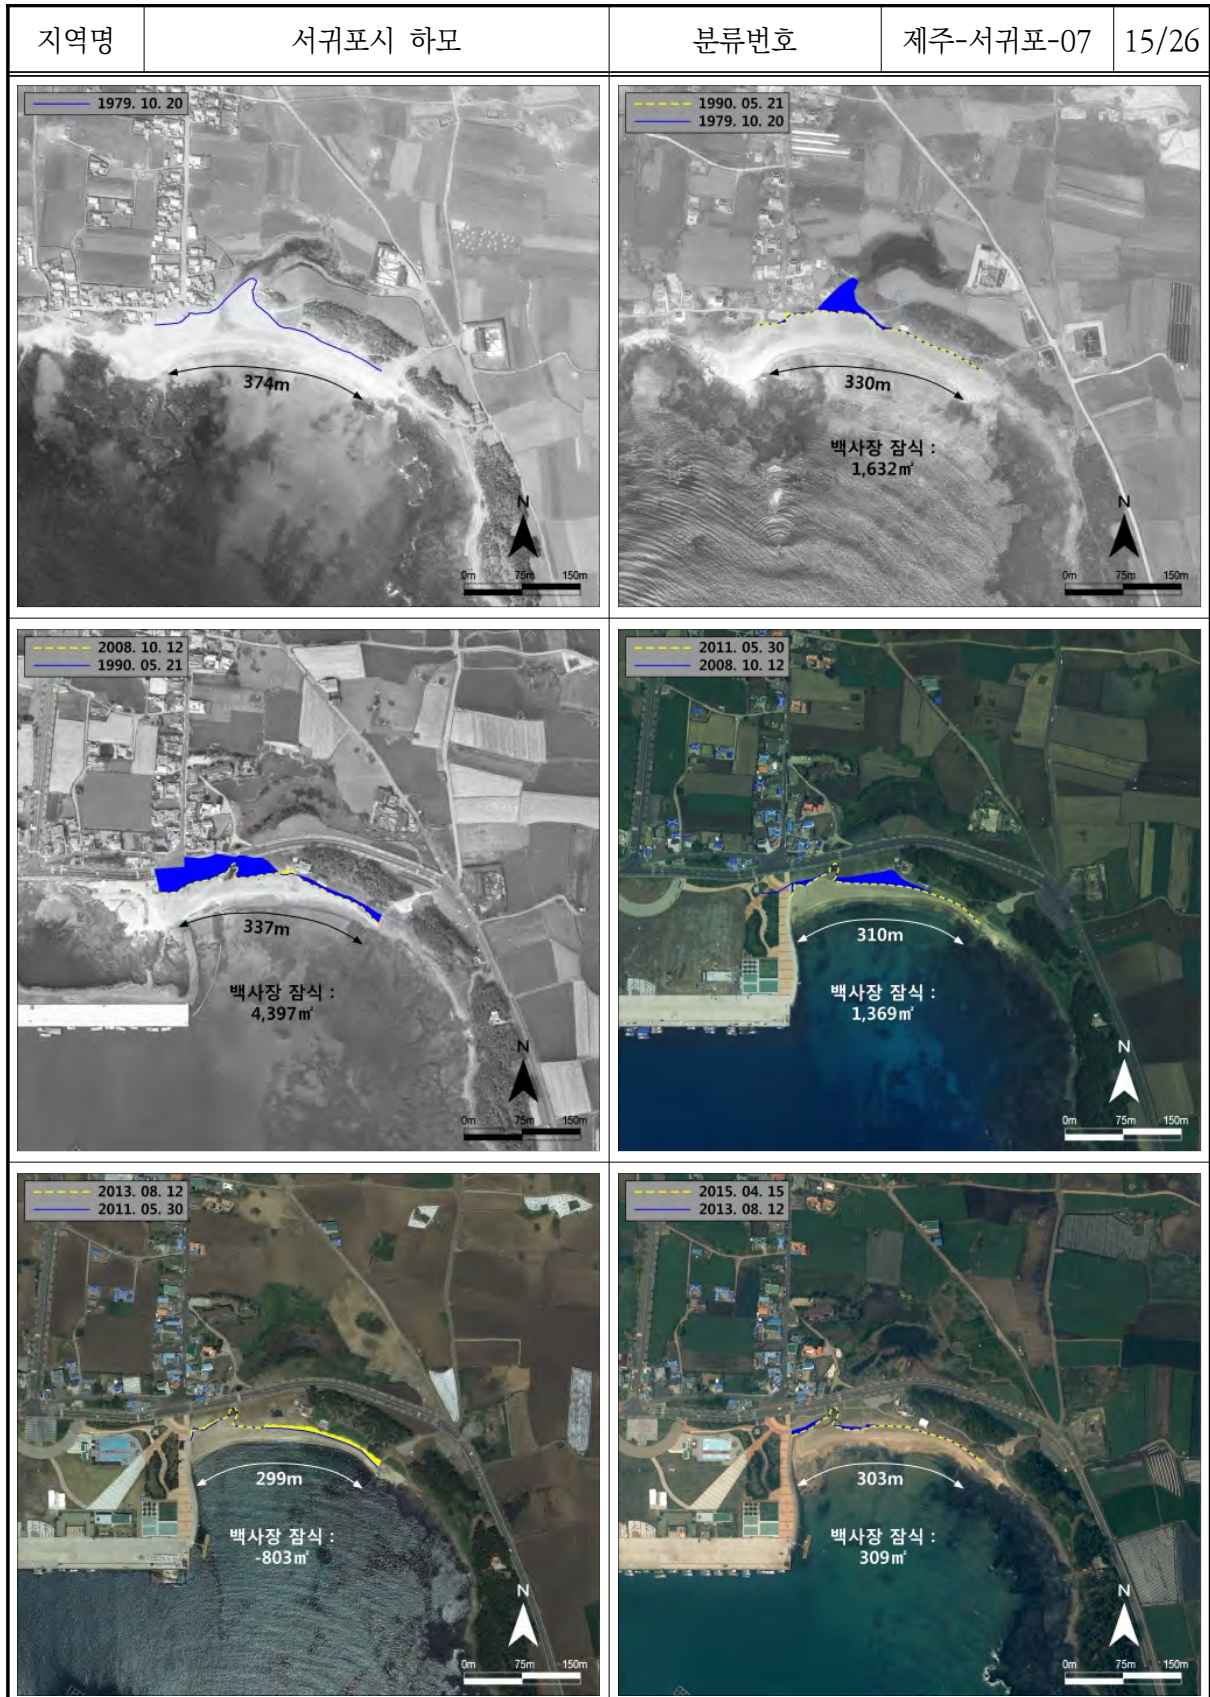 지역명 서귀포시 하모 분류번호 제주-서귀포-07 15/26
1979. 10. 20
374m
N
0m 75m 150m
1990. 05. 21
1979. 10. 20
330m
백사장 잠식 :
1,632㎡
N
0m 75m 150m
2008. 10. 12
1990. 05. 21
337m
백사장 잠식 :
4,397㎡
N
0m 75m 150m
2011. 05. 30
2008. 10. 12
310m
백사장 잠식 :
1,369㎡
N
0m 75m 150m
2013. 08. 12
2011. 05. 30
299m
백사장 잠식 :
-803㎡
N
0m 75m 150m
2015. 04. 15
2013. 08. 12
303m
백사장 잠식 :
309㎡
N
0m 75m 150m